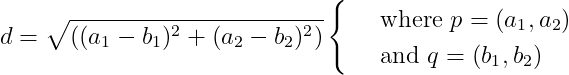 d = √((a₁ − b₁)² + (a₂ − b₂)²) { where p = (a₁, a₂)
and q = (b₁, b₂)